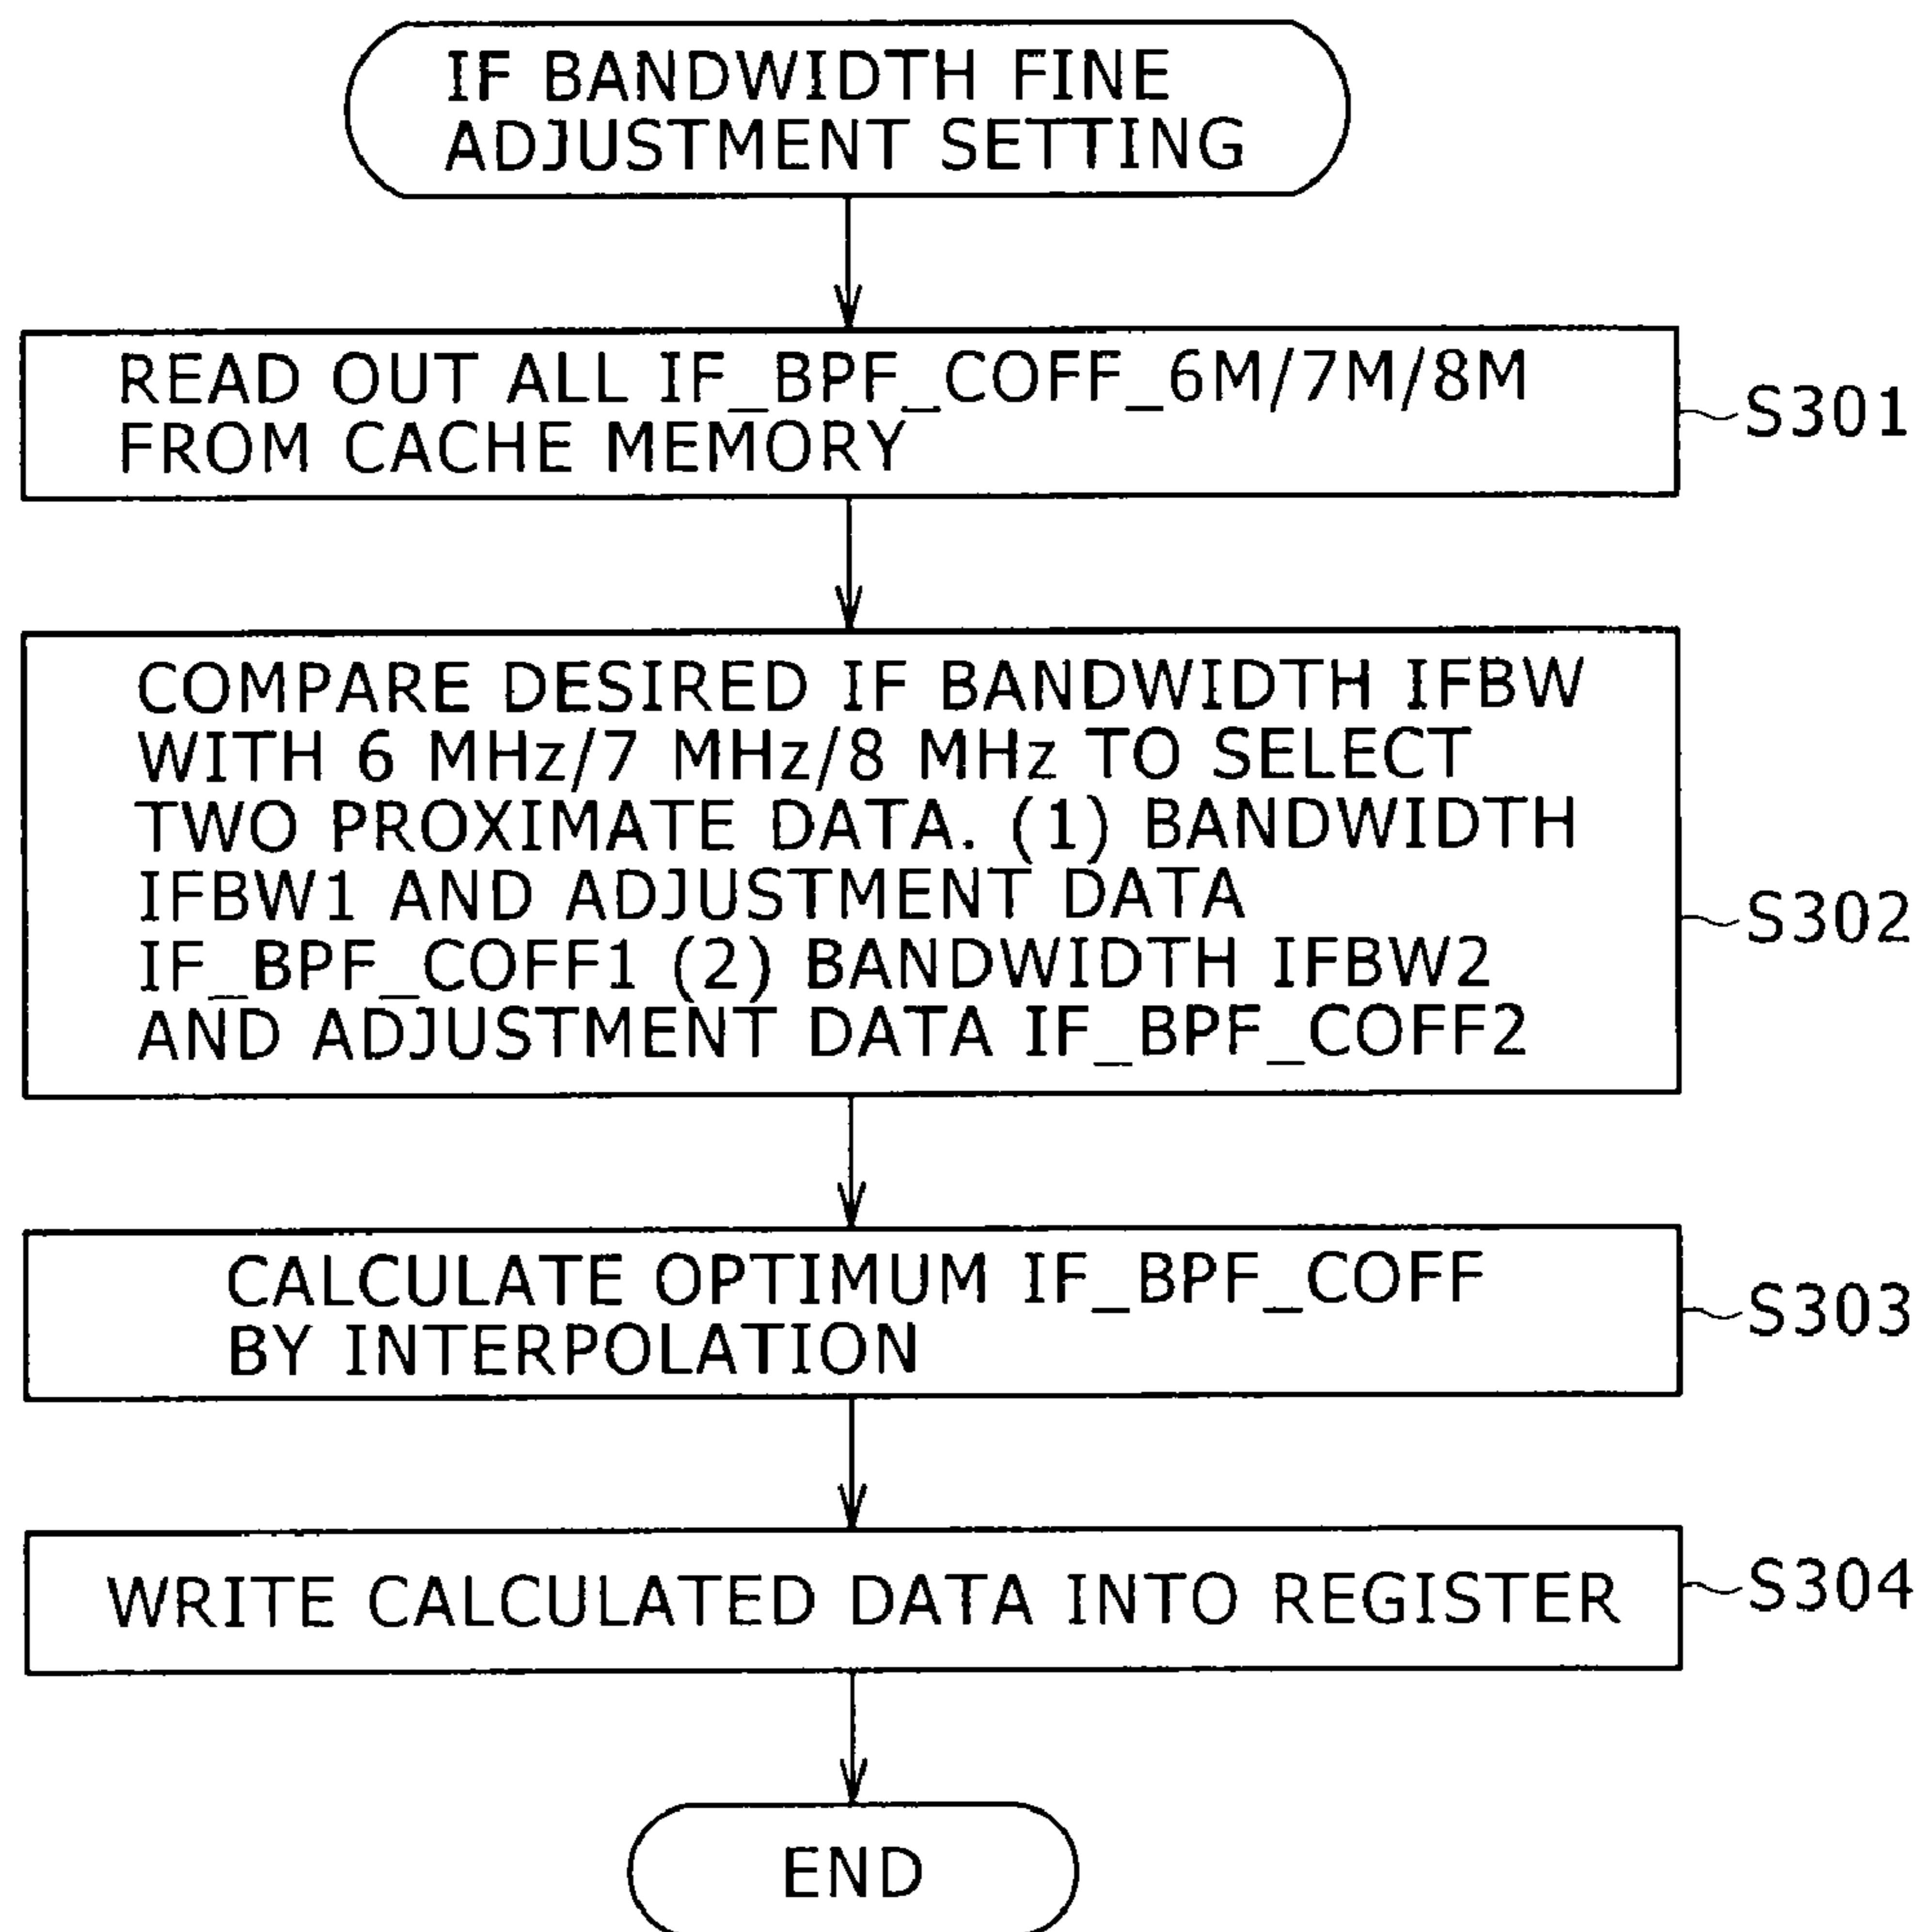 IF BANDWIDTH FINE
ADJUSTMENT SETTING
READ OUT ALL IF_BPF_COFF_6M/7M/8M
FROM CACHE MEMORY
S301
COMPARE DESIRED IF BANDWIDTH IFBW
WITH 6 MHz/7 MHz/8 MHz TO SELECT
TWO PROXIMATE DATA. (1) BANDWIDTH
IFBW1 AND ADJUSTMENT DATA
IF_BPF_COFF1 (2) BANDWIDTH IFBW2
AND ADJUSTMENT DATA IF_BPF_COFF2
S302
CALCULATE OPTIMUM IF_BPF_COFF
BY INTERPOLATION
S303
WRITE CALCULATED DATA INTO REGISTER
S304
END